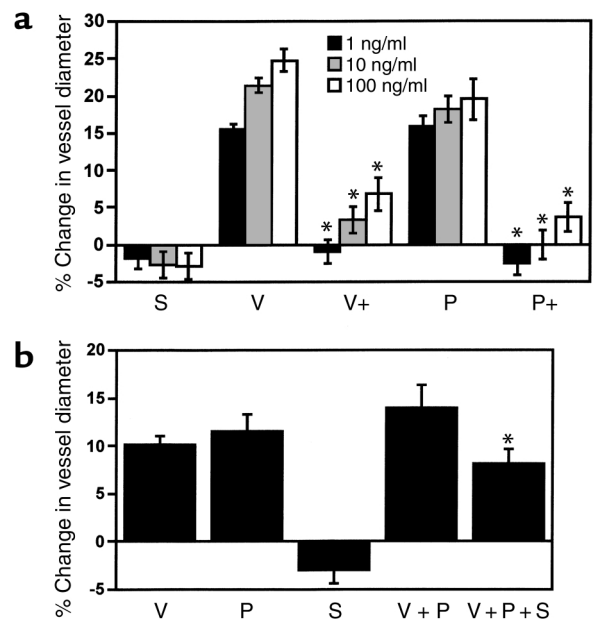 a
% Change in vessel diameter
30
25
20
15
10
5
0
-5
1 ng/ml
10 ng/ml
100 ng/ml
* * *
* * *
S V V+ P P+
b
% Change in vessel diameter
20
15
10
5
0
-5
*
V P S V + P V + P + S